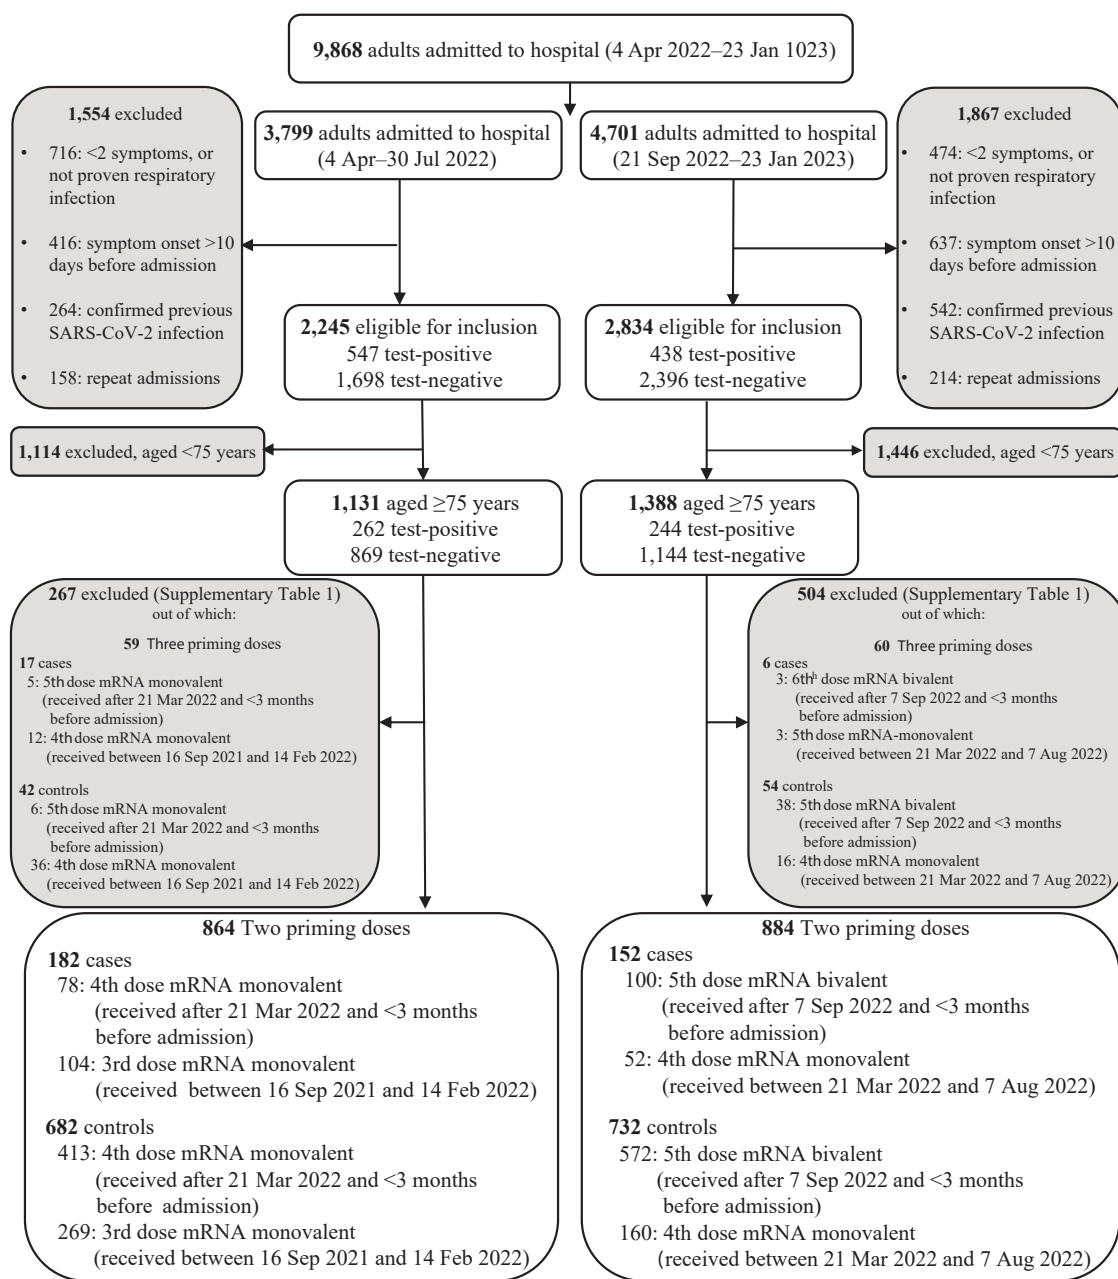 9,868 adults admitted to hospital (4 Apr 2022–23 Jan 1023)
1,554 excluded
• 716: <2 symptoms, or
not proven respiratory
infection
• 416: symptom onset >10
days before admission
• 264: confirmed previous
SARS-CoV-2 infection
• 158: repeat admissions
3,799 adults admitted to hospital
(4 Apr–30 Jul 2022)
4,701 adults admitted to hospital
(21 Sep 2022–23 Jan 2023)
1,867 excluded
• 474: <2 symptoms, or
not proven respiratory
infection
• 637: symptom onset >10
days before admission
• 542: confirmed previous
SARS-CoV-2 infection
• 214: repeat admissions
2,245 eligible for inclusion
547 test-positive
1,698 test-negative
2,834 eligible for inclusion
438 test-positive
2,396 test-negative
1,114 excluded, aged <75 years
1,446 excluded, aged <75 years
1,131 aged ≥75 years
262 test-positive
869 test-negative
1,388 aged ≥75 years
244 test-positive
1,144 test-negative
267 excluded (Supplementary Table 1)
out of which:
59 Three priming doses
17 cases
5: 5th dose mRNA monovalent
(received after 21 Mar 2022 and <3 months
before admission)
12: 4th dose mRNA monovalent
(received between 16 Sep 2021 and 14 Feb 2022)
42 controls
6: 5th dose mRNA monovalent
(received after 21 Mar 2022 and <3 months
before admission)
36: 4th dose mRNA monovalent
(received between 16 Sep 2021 and 14 Feb 2022)
504 excluded (Supplementary Table 1)
out of which:
60 Three priming doses
6 cases
3: 6thʰ dose mRNA bivalent
(received after 7 Sep 2022 and <3 months
before admission)
3: 5th dose mRNA-monovalent
(received between 21 Mar 2022 and 7 Aug 2022)
54 controls
38: 5th dose mRNA bivalent
(received after 7 Sep 2022 and <3 months
before admission)
16: 4th dose mRNA monovalent
(received between 21 Mar 2022 and 7 Aug 2022)
864 Two priming doses
182 cases
78: 4th dose mRNA monovalent
(received after 21 Mar 2022 and <3 months
before admission)
104: 3rd dose mRNA monovalent
(received between 16 Sep 2021 and 14 Feb 2022)
682 controls
413: 4th dose mRNA monovalent
(received after 21 Mar 2022 and <3 months
before admission)
269: 3rd dose mRNA monovalent
(received between 16 Sep 2021 and 14 Feb 2022)
884 Two priming doses
152 cases
100: 5th dose mRNA bivalent
(received after 7 Sep 2022 and <3 months
before admission)
52: 4th dose mRNA monovalent
(received between 21 Mar 2022 and 7 Aug 2022)
732 controls
572: 5th dose mRNA bivalent
(received after 7 Sep 2022 and <3 months
before admission)
160: 4th dose mRNA monovalent
(received between 21 Mar 2022 and 7 Aug 2022)